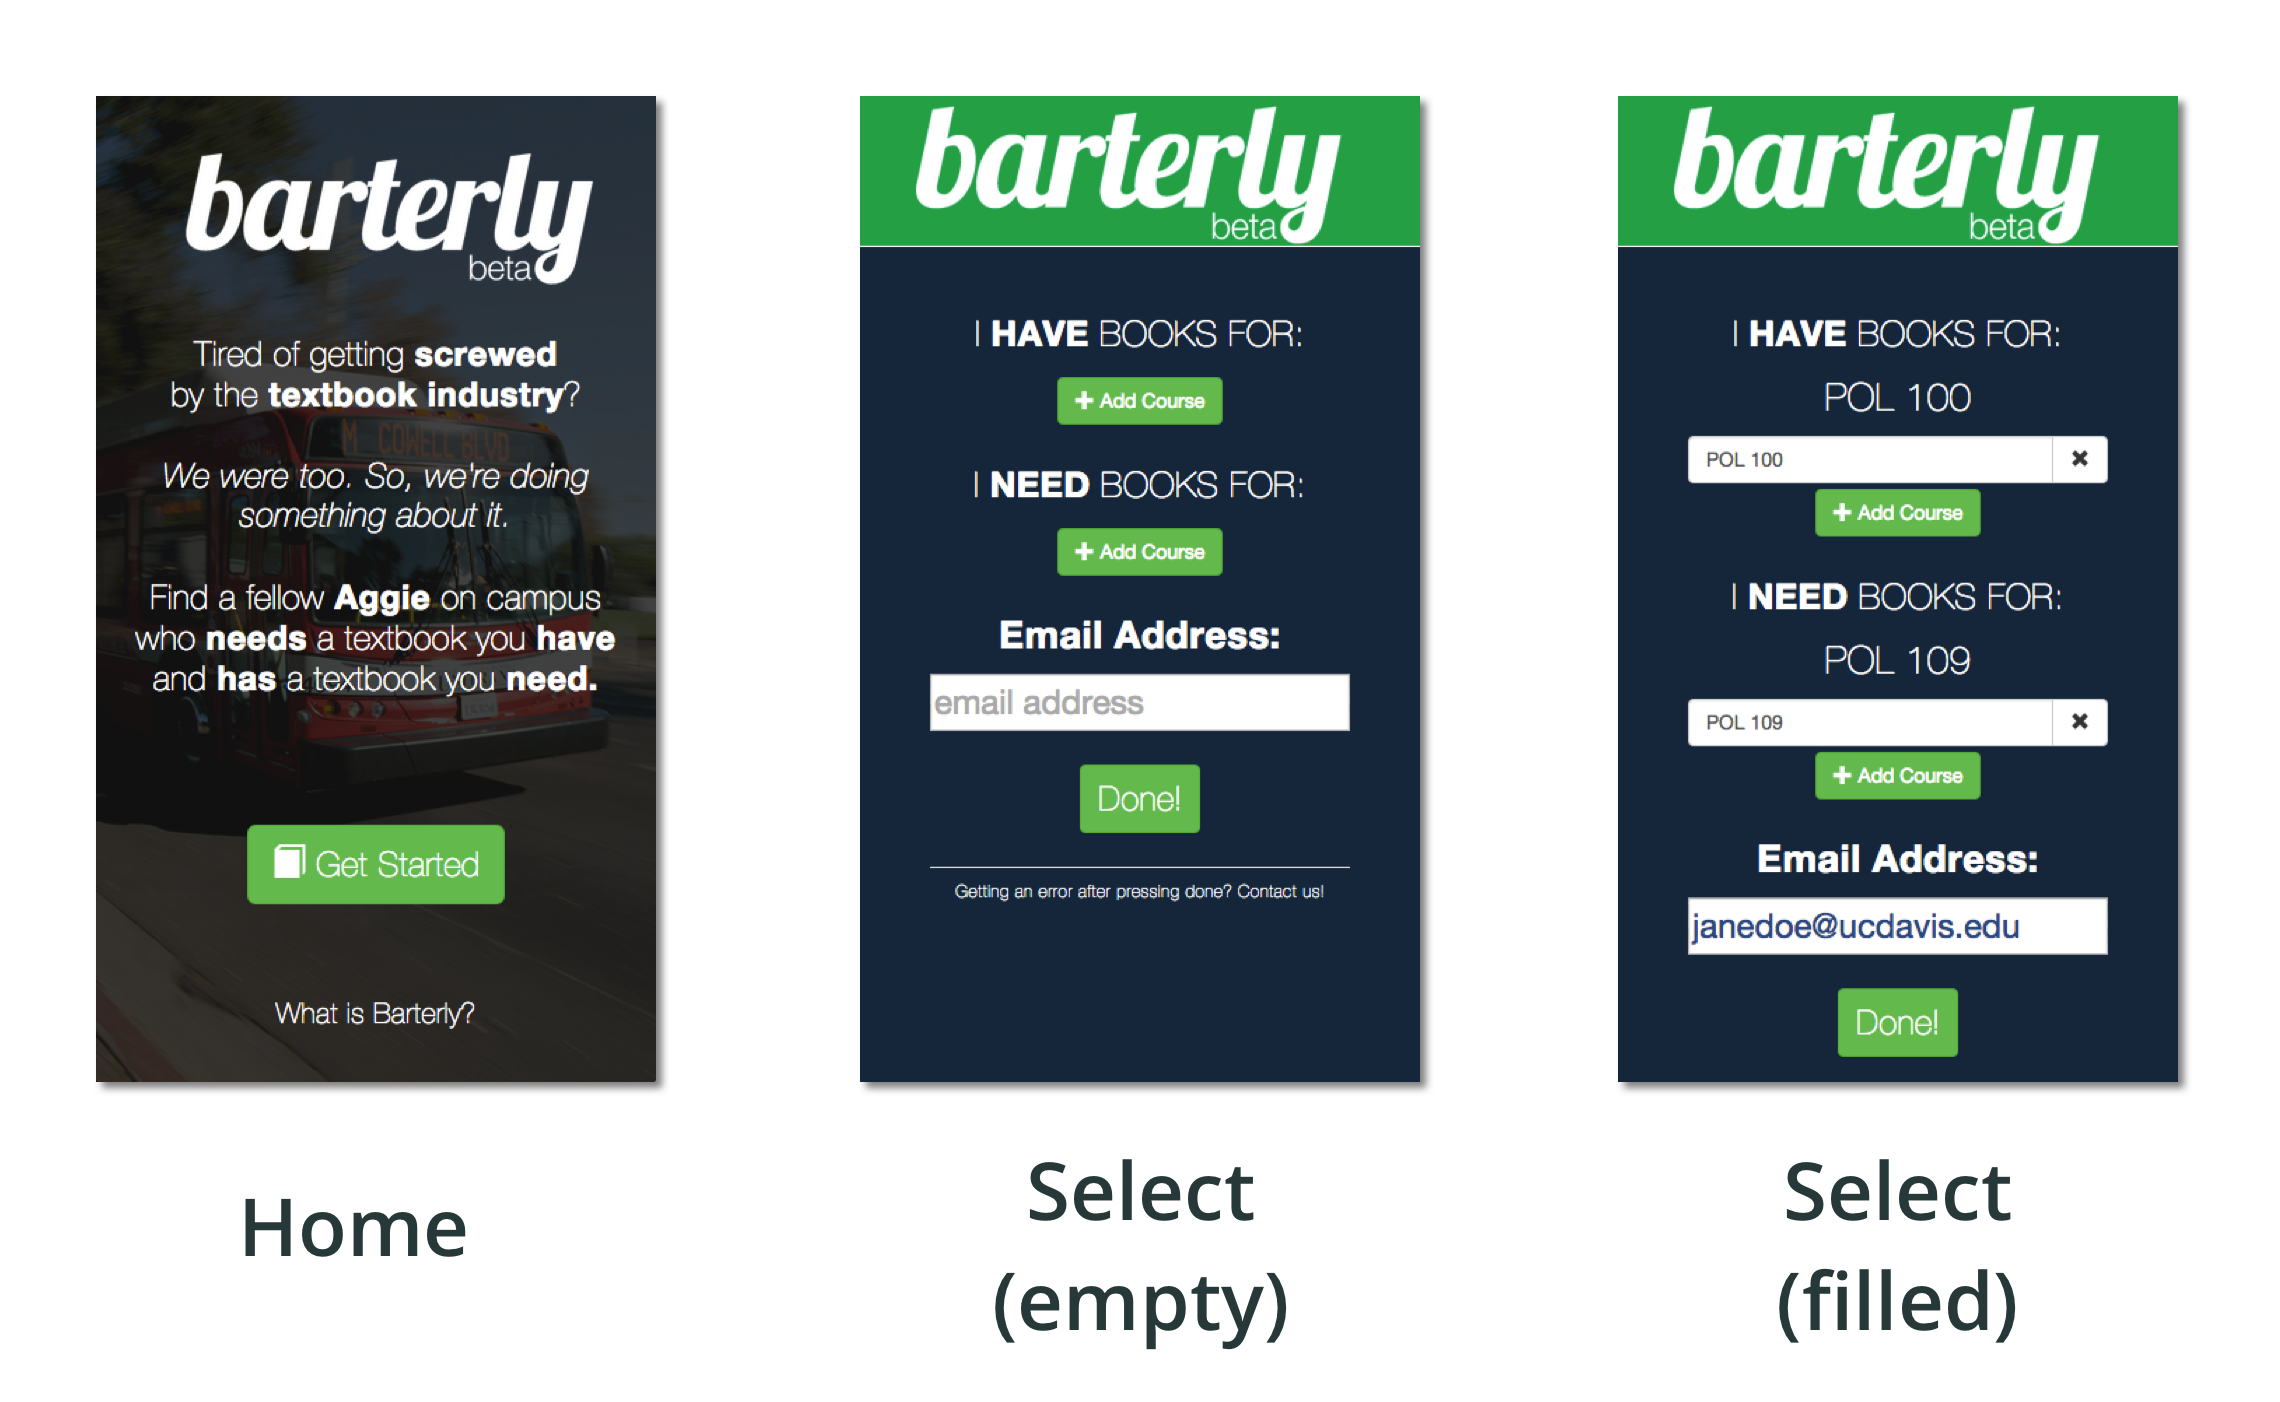 barterly
beta
Tired of getting screwed
by the textbook industry?
M COWELL BLVD
We were too. So, we're doing
something about it.
Find a fellow Aggie on campus
who needs a textbook you have
and has a textbook you need.
Get Started
What is Barterly?
Home
barterly
beta
I HAVE BOOKS FOR:
+ Add Course
I NEED BOOKS FOR:
+ Add Course
Email Address:
email address
Done!
Getting an error after pressing done? Contact us!
Select
(empty)
barterly
beta
I HAVE BOOKS FOR:
POL 100
POL 100
+ Add Course
I NEED BOOKS FOR:
POL 109
POL 109
+ Add Course
Email Address:
janedoe@ucdavis.edu
Done!
Select
(filled)